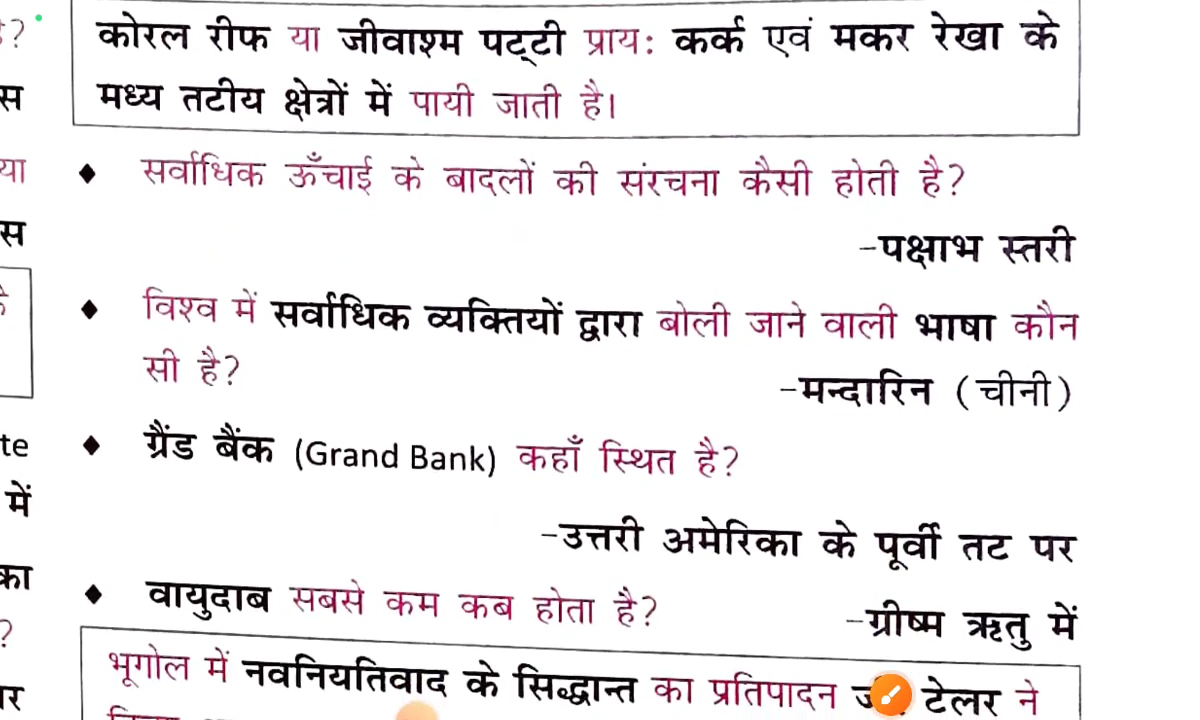 ?
स
या
स
te
में
का
?
कोरल रीफ या जीवाश्म पट्टी प्रायः कर्क एवं मकर रेखा के
मध्य तटीय क्षेत्रों में पायी जाती है।
♦ सर्वाधिक ऊँचाई के बादलों की संरचना कैसी होती है?
-पक्षाभ स्तरी
♦ विश्व में सर्वाधिक व्यक्तियों द्वारा बोली जाने वाली भाषा कौन
सी है?
-मन्दारिन (चीनी)
♦ ग्रैंड बैंक (Grand Bank) कहाँ स्थित है?
-उत्तरी अमेरिका के पूर्वी तट पर
♦ वायुदाब सबसे कम कब होता है?
-ग्रीष्म ऋतु में
भूगोल में नवनियतिवाद के सिद्धान्त का प्रतिपादन टेलर ने